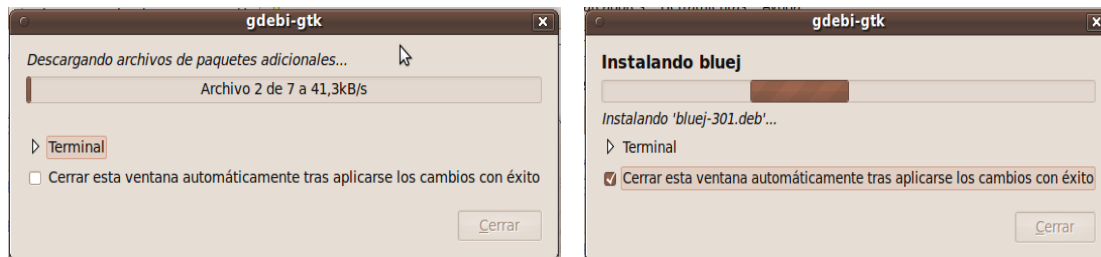 gdebi-gtk
Descargando archivos de paquetes adicionales...
Archivo 2 de 7 a 41,3kB/s
Terminal
Cerrar esta ventana automáticamente tras aplicarse los cambios con éxito
Cerrar
gdebi-gtk
Instalando bluej
Instalando 'bluej-301.deb'...
Terminal
Cerrar esta ventana automáticamente tras aplicarse los cambios con éxito
Cerrar